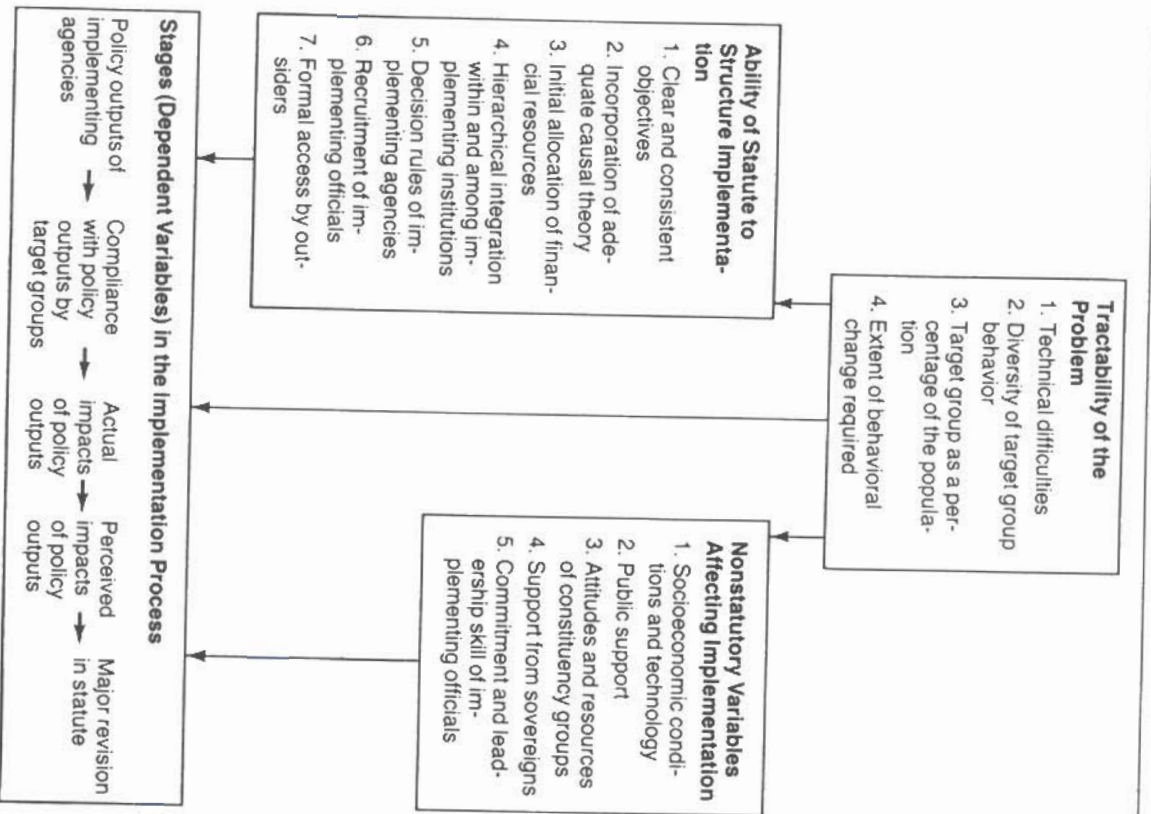 Tractability of the
Problem
1. Technical difficulties
2. Diversity of target group
behavior
3. Target group as a per-
centage of the popula-
tion
4. Extent of behavioral
change required
Ability of Statute to
Structure Implementa-
tion
1. Clear and consistent
objectives
2. Incorporation of ade-
quate causal theory
3. Initial allocation of finan-
cial resources
4. Hierarchical integration
within and among im-
plementing institutions
5. Decision rules of im-
plementing agencies
6. Recruitment of im-
plementing officials
7. Formal access by out-
siders
Nonstatutory Variables
Affecting Implementation
1. Socioeconomic condi-
tions and technology
2. Public support
3. Attitudes and resources
of constituency groups
4. Support from sovereigns
5. Commitment and lead-
ership skill of im-
plementing officials
Stages (Dependent Variables) in the Implementation Process
Policy outputs of
implementing
agencies
Compliance
with policy
outputs by
target groups
Actual
impacts
of policy
outputs
Perceived
impacts
of policy
outputs
Major revision
in statute